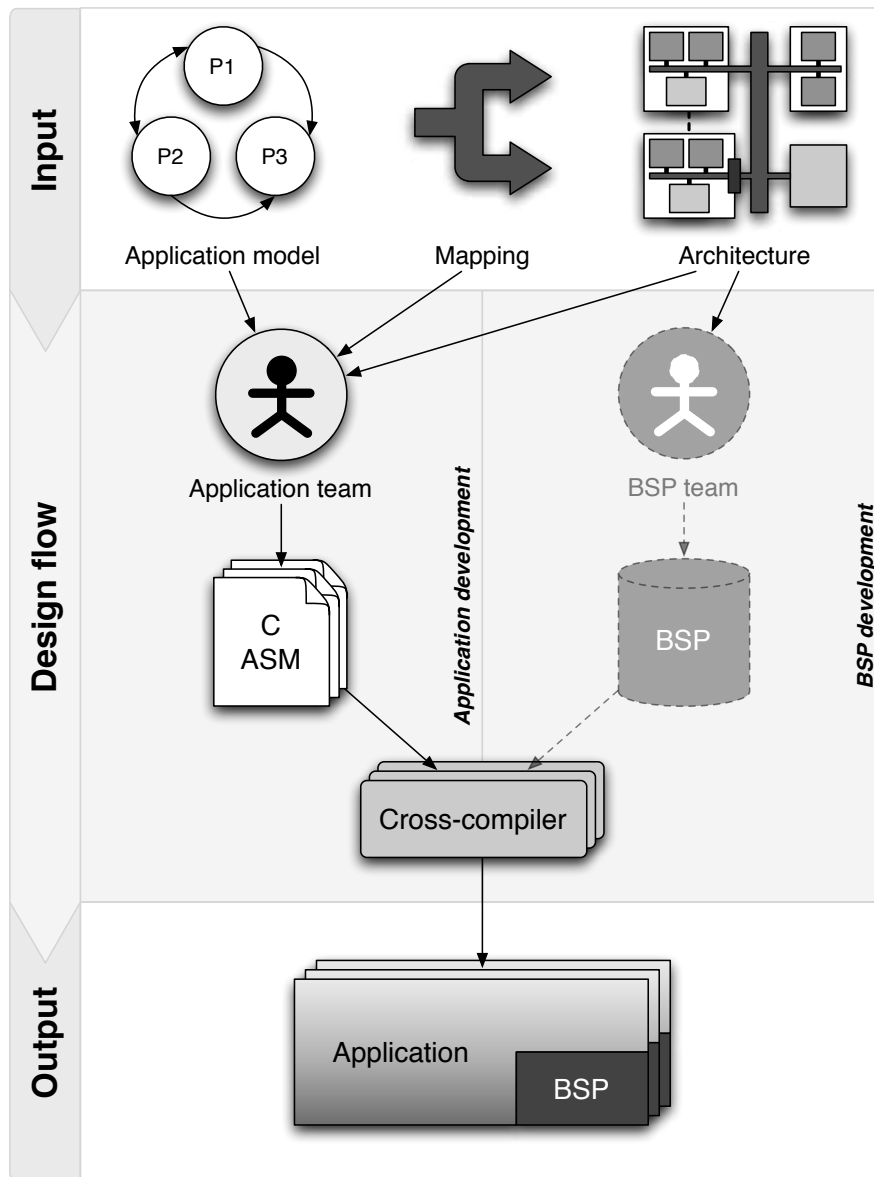 Input
P1
P2
P3
Application model
Mapping
Architecture
Design flow
Application team
BSP team
Application development
BSP development
C
ASM
BSP
Cross-compiler
Output
Application
BSP